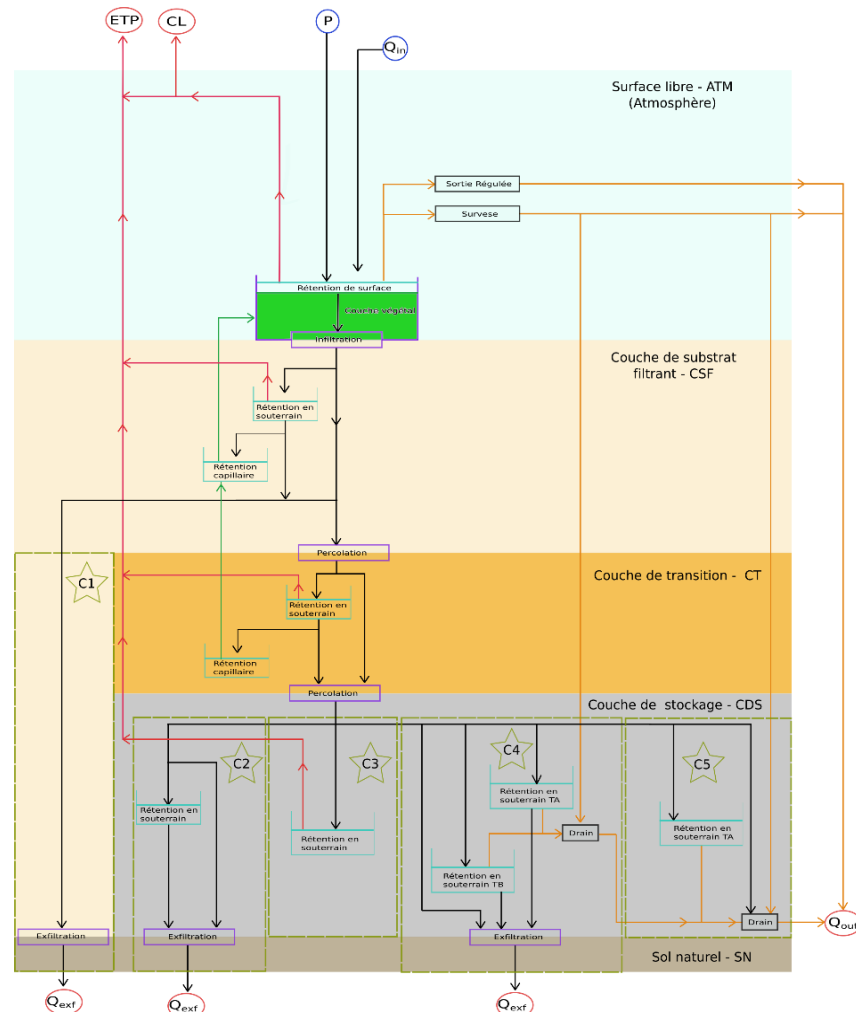 ETP
CL
P
Qin
Surface libre - ATM
(Atmosphère)
Sortie Régulée
Survese
Rétention de surface
Couche végétal
Infiltration
Couche de substrat
filtrant - CSF
Rétention en
souterrain
Rétention
capillaire
Percolation
C1
Couche de transition - CT
Rétention en
souterrain
Rétention
capillaire
Percolation
Couche de stockage - CDS
C2
C3
C4
C5
Rétention en
souterrain TA
Rétention en
souterrain
Rétention en
souterrain
Drain
Rétention en
souterrain TA
Rétention en
souterrain TB
Drain
Qout
Exfiltration
Exfiltration
Exfiltration
Sol naturel - SN
Qexf
Qexf
Qexf